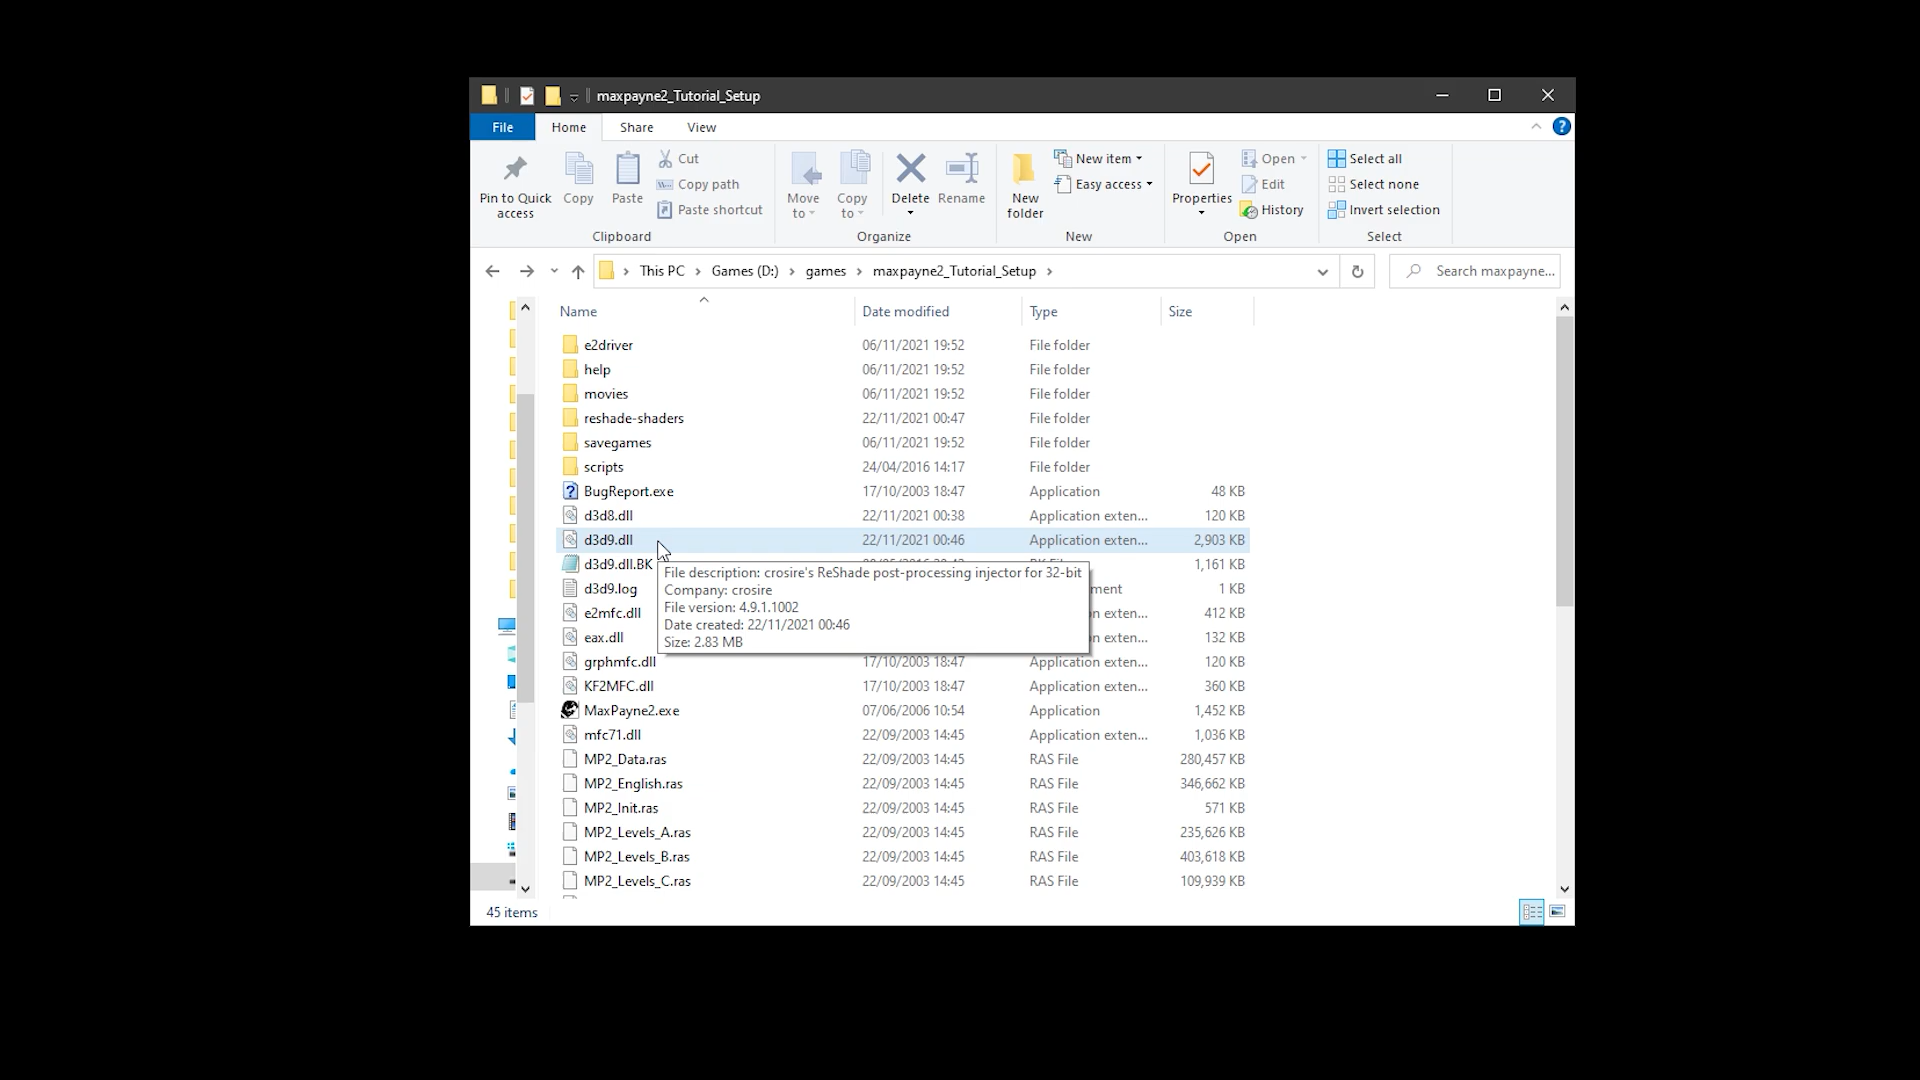 maxpayne2_Tutorial_Setup
File
Home
Share
View
Pin to Quick access
Copy
Paste
Cut
Copy path
Paste shortcut
Clipboard
Move to
Copy to
Delete
Rename
Organize
New folder
New item
Easy access
New
Properties
Open
Edit
History
Open
Select all
Select none
Invert selection
Select
This PC > Games (D:) > games > maxpayne2_Tutorial_Setup >
Search maxpayne...
Name Date modified Type Size
e2driver 06/11/2021 19:52 File folder
help 06/11/2021 19:52 File folder
movies 06/11/2021 19:52 File folder
reshade-shaders 22/11/2021 00:47 File folder
savegames 06/11/2021 19:52 File folder
scripts 24/04/2016 14:17 File folder
BugReport.exe 17/10/2003 18:47 Application 48 KB
d3d8.dll 22/11/2021 00:38 Application exten... 120 KB
d3d9.dll 22/11/2021 00:46 Application exten... 2,903 KB
d3d9.dll.BK 1,161 KB
File description: crosire's ReShade post-processing injector for 32-bit
Company: crosire
File version: 4.9.1.1002
Date created: 22/11/2021 00:46
Size: 2.83 MB
d3d9.log ment 1 KB
e2mfc.dll n exten... 412 KB
eax.dll n exten... 132 KB
grphmfc.dll 17/10/2003 18:47 Application exten... 120 KB
KF2MFC.dll 17/10/2003 18:47 Application exten... 360 KB
MaxPayne2.exe 07/06/2006 10:54 Application 1,452 KB
mfc71.dll 22/09/2003 14:45 Application exten... 1,036 KB
MP2_Data.ras 22/09/2003 14:45 RAS File 280,457 KB
MP2_English.ras 22/09/2003 14:45 RAS File 346,662 KB
MP2_Init.ras 22/09/2003 14:45 RAS File 571 KB
MP2_Levels_A.ras 22/09/2003 14:45 RAS File 235,626 KB
MP2_Levels_B.ras 22/09/2003 14:45 RAS File 403,618 KB
MP2_Levels_C.ras 22/09/2003 14:45 RAS File 109,939 KB
45 items